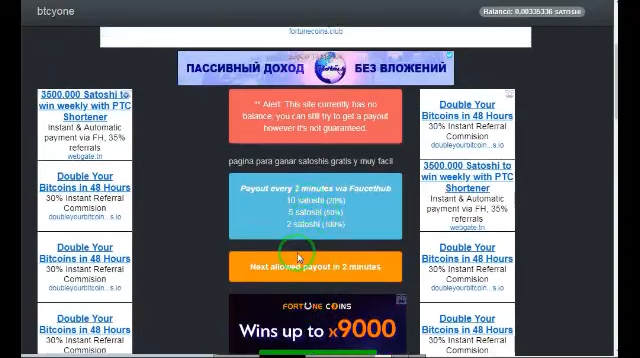 btcyone
Balance: 0.00335336 SATOSHI
fortunecoins.club
ПАССИВНЫЙ ДОХОД
БЕЗ ВЛОЖЕНИЙ
3500.000 Satoshi to
win weekly with PTC
Shortener
Instant & Automatic
payment via FH, 35%
referrals
webgate.tn
Double Your
Bitcoins in 48 Hours
30% Instant Referral
Commision
doubleyourbitcoin...s.io
Double Your
Bitcoins in 48 Hours
30% Instant Referral
Commision
doubleyourbitcoin...s.io
Double Your
Bitcoins in 48 Hours
30% Instant Referral
Commision
** Alert: This site currently has no
balance, you can still try to get a payout
however it's not guaranteed.
pagina para ganar satoshis gratis y muy facil
Payout every 2 minutes via Faucethub
10 satoshi (20%)
5 satoshi (50%)
2 satoshi (100%)
Next allowed payout in 2 minutes
FORTUNE COINS
Wins up to x9000
Double Your
Bitcoins in 48 Hours
30% Instant Referral
Commision
doubleyourbitcoin...s.io
3500.000 Satoshi to
win weekly with PTC
Shortener
Instant & Automatic
payment via FH, 35%
referrals
webgate.tn
Double Your
Bitcoins in 48 Hours
30% Instant Referral
Commision
doubleyourbitcoin...s.io
Double Your
Bitcoins in 48 Hours
30% Instant Referral
Commision